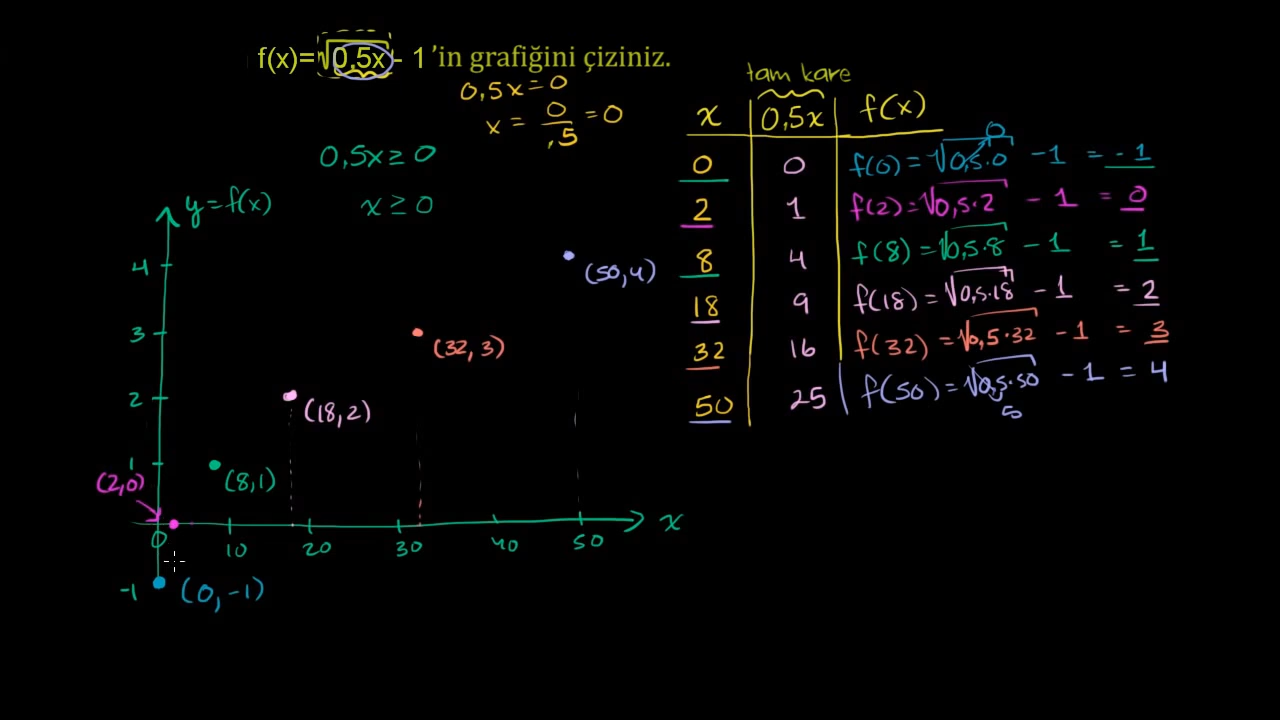 f(x)=√0,5x - 1 'in grafiğini çiziniz.
0,5x=0
x = 0/,5 = 0
0,5x ≥ 0
x ≥ 0
tam kare
x 0,5x f(x)
0 0 f(0) = √0,5·0 - 1 = -1
0
2 1 f(2) = √0,5·2 - 1 = 0
8 4 f(8) = √0,5·8 - 1 = 1
18 9 f(18) = √0,5·18 - 1 = 2
32 16 f(32) = √0,5·32 - 1 = 3
50 25 f(50) = √0,5·50 - 1 = 4
5
y=f(x)
4
(50,4)
3
(32,3)
2
(18,2)
1
(8,1)
(2,0)
0 10 20 30 40 50 x
-1
(0,-1)